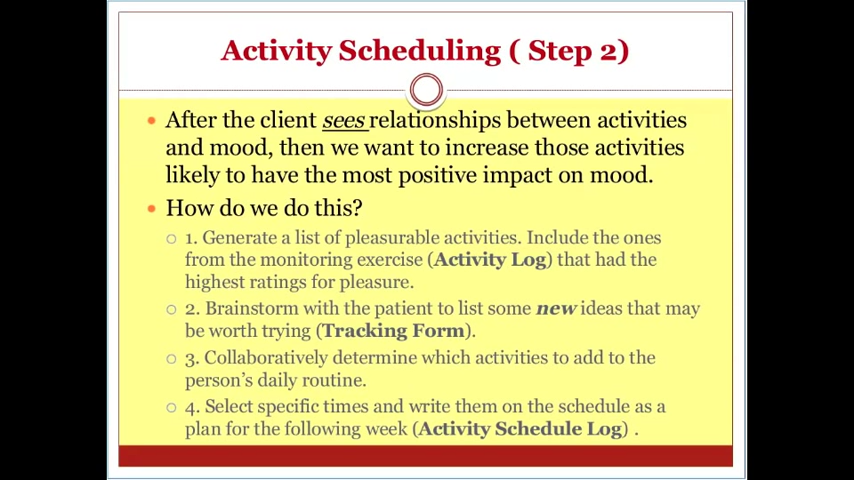 Activity Scheduling ( Step 2)
• After the client sees relationships between activities
and mood, then we want to increase those activities
likely to have the most positive impact on mood.
• How do we do this?
○ 1. Generate a list of pleasurable activities. Include the ones
from the monitoring exercise (Activity Log) that had the
highest ratings for pleasure.
○ 2. Brainstorm with the patient to list some new ideas that may
be worth trying (Tracking Form).
○ 3. Collaboratively determine which activities to add to the
person’s daily routine.
○ 4. Select specific times and write them on the schedule as a
plan for the following week (Activity Schedule Log) .